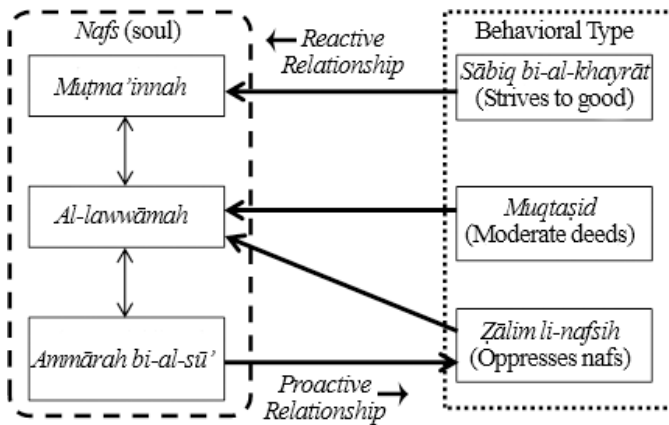 Nafs (soul)
Muṭma’innah
Al-lawwāmah
Ammārah bi-al-sū’
←Reactive
Relationship
Proactive →
Relationship
Behavioral Type
Sābiq bi-al-khayrāt
(Strives to good)
Muqtaṣid
(Moderate deeds)
Ẓālim li-nafsih
(Oppresses nafs)